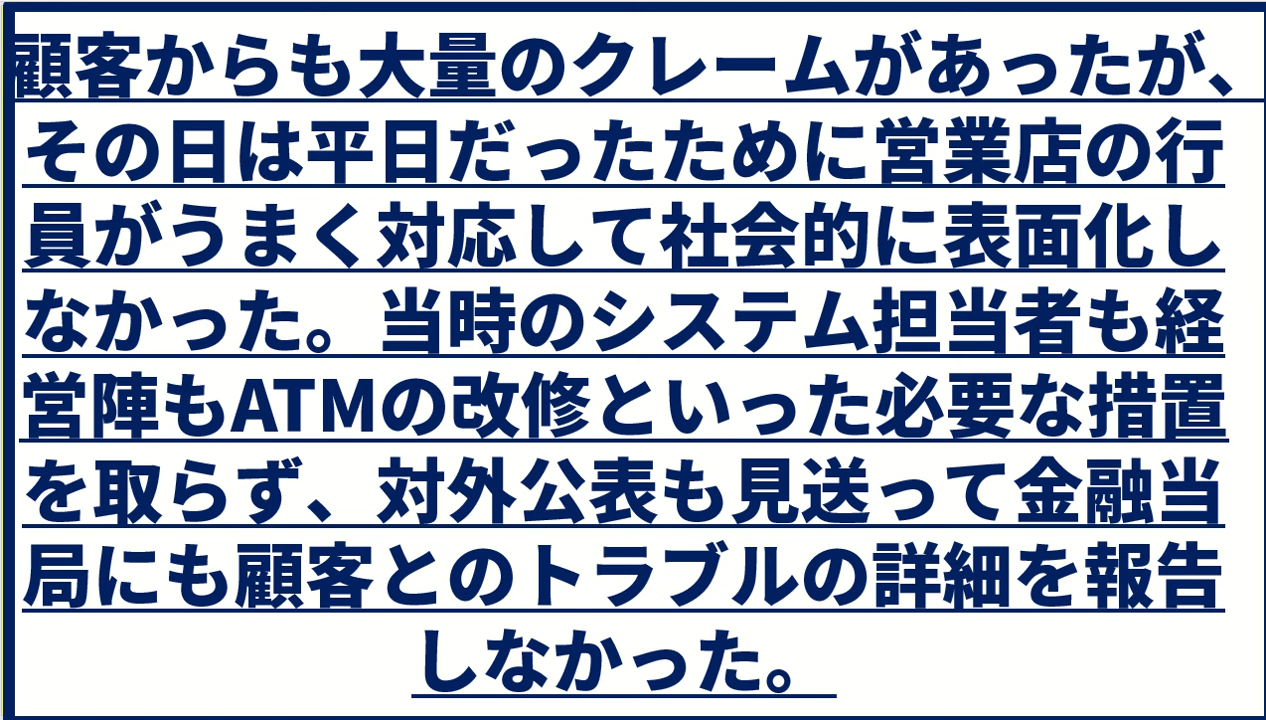 顧客からも大量のクレームがあったが、
その日は平日だったために営業店の行
員がうまく対応して社会的に表面化し
なかった。当時のシステム担当者も経
営陣もATMの改修といった必要な措置
を取らず、対外公表も見送って金融当
局にも顧客とのトラブルの詳細を報告
しなかった。